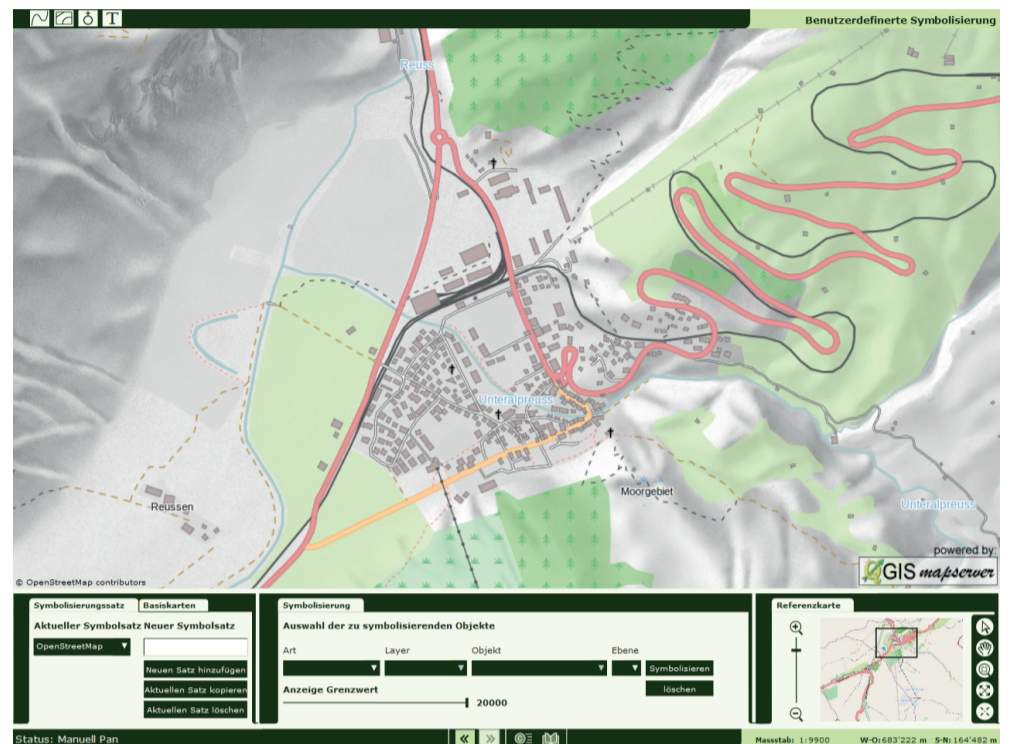 T
Benutzerdefinierte Symbolisierung
Reuss
Unteralpreuss
Moorgebiet
Reussen
Unteralpreuss
© OpenStreetMap contributors
powered by:
QGIS mapserver
Symbolisierungssatz Basiskarten
Aktueller Symbolsatz Neuer Symbolsatz
OpenStreetMap
Neuen Satz hinzufügen
Aktuellen Satz kopieren
Aktuellen Satz löschen
Symbolisierung
Auswahl der zu symbolisierenden Objekte
Art Layer Objekt Ebene
Symbolisieren
löschen
Anzeige Grenzwert
20000
Referenzkarte
Status: Manuell Pan
Massstab: 1:9900 W-O:683'222 m S-N:164'482 m